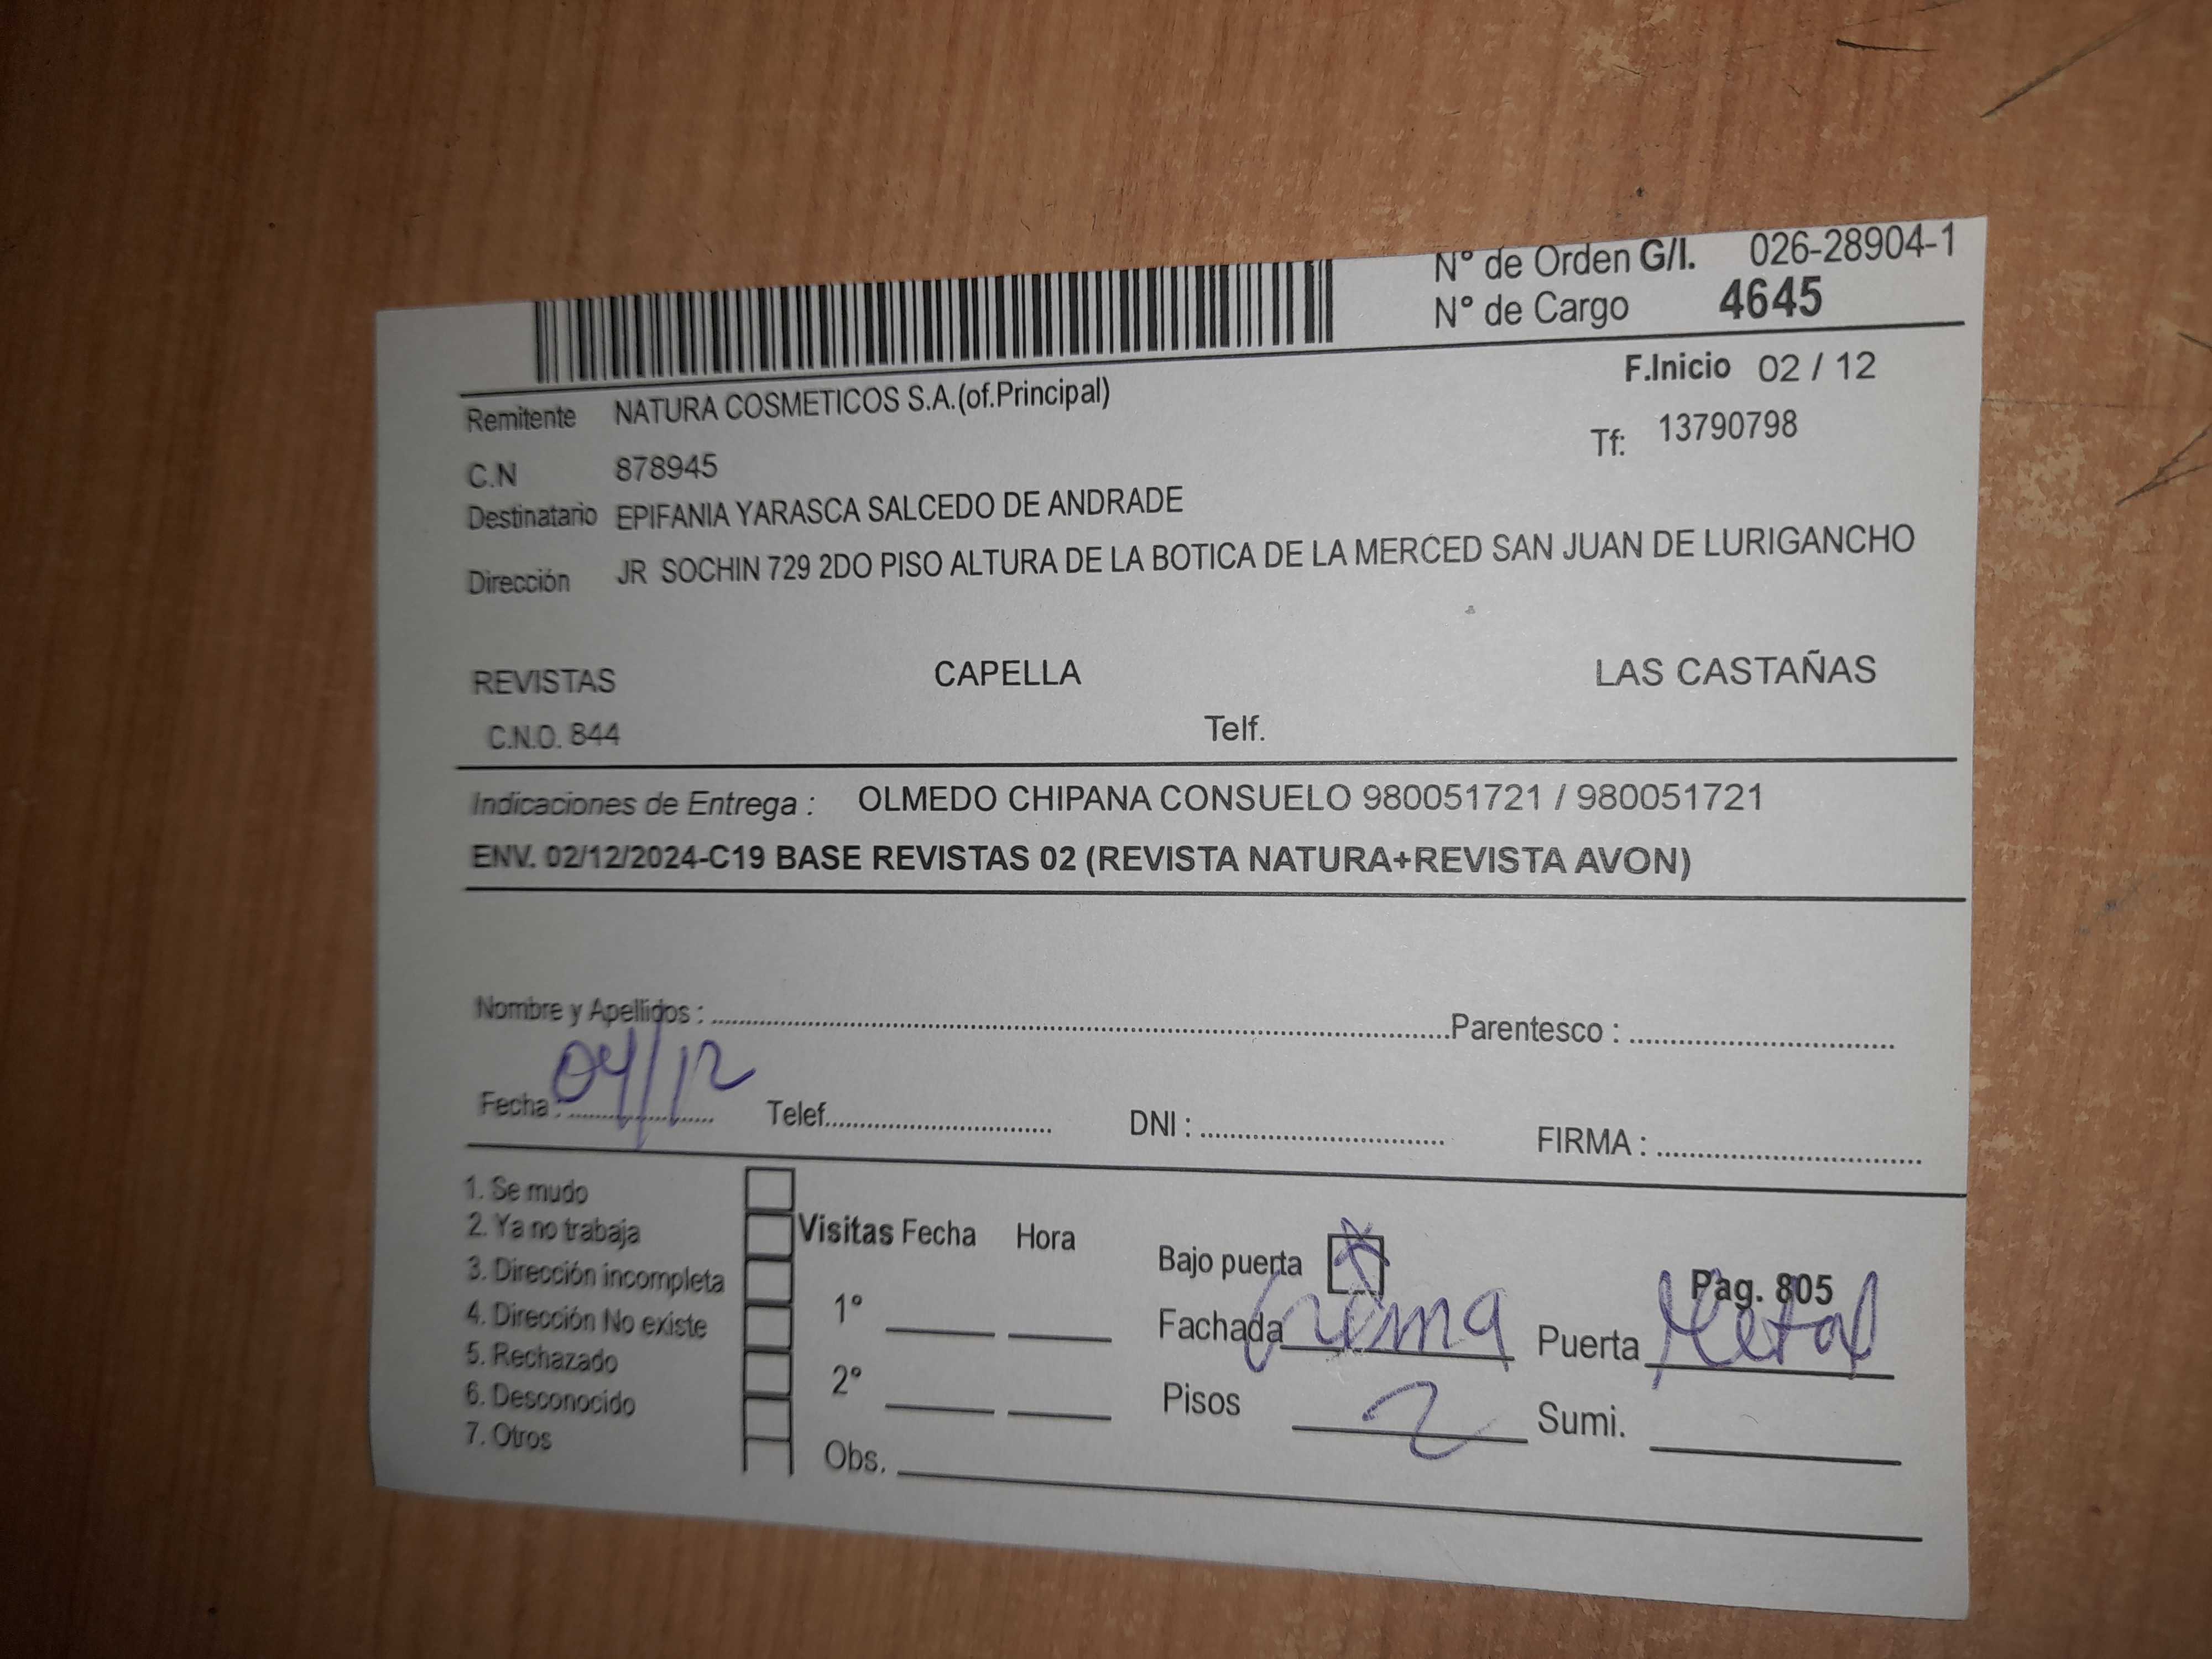 N° de Orden G/I. 026-28904-1
N° de Cargo 4645
F.Inicio 02 / 12
Remitente NATURA COSMETICOS S.A.(of.Principal)
Tf: 13790798
C.N 878945
Destinatario EPIFANIA YARASCA SALCEDO DE ANDRADE
Dirección JR SOCHIN 729 2DO PISO ALTURA DE LA BOTICA DE LA MERCED SAN JUAN DE LURIGANCHO
REVISTAS CAPELLA LAS CASTAÑAS
C.N.O. 844 Telf.
Indicaciones de Entrega : OLMEDO CHIPANA CONSUELO 980051721 / 980051721
ENV. 02/12/2024-C19 BASE REVISTAS 02 (REVISTA NATURA+REVISTA AVON)
Nombre y Apellidos : Parentesco :
Fecha : 04/12 Telef. DNI : FIRMA :
1. Se mudo
2. Ya no trabaja
3. Dirección incompleta
4. Dirección No existe
5. Rechazado
6. Desconocido
7. Otros
Visitas Fecha Hora
1°
2°
Obs.
Bajo puerta X
Pag. 805
Fachada Crema Puerta Metal
Pisos 2 Sumi.